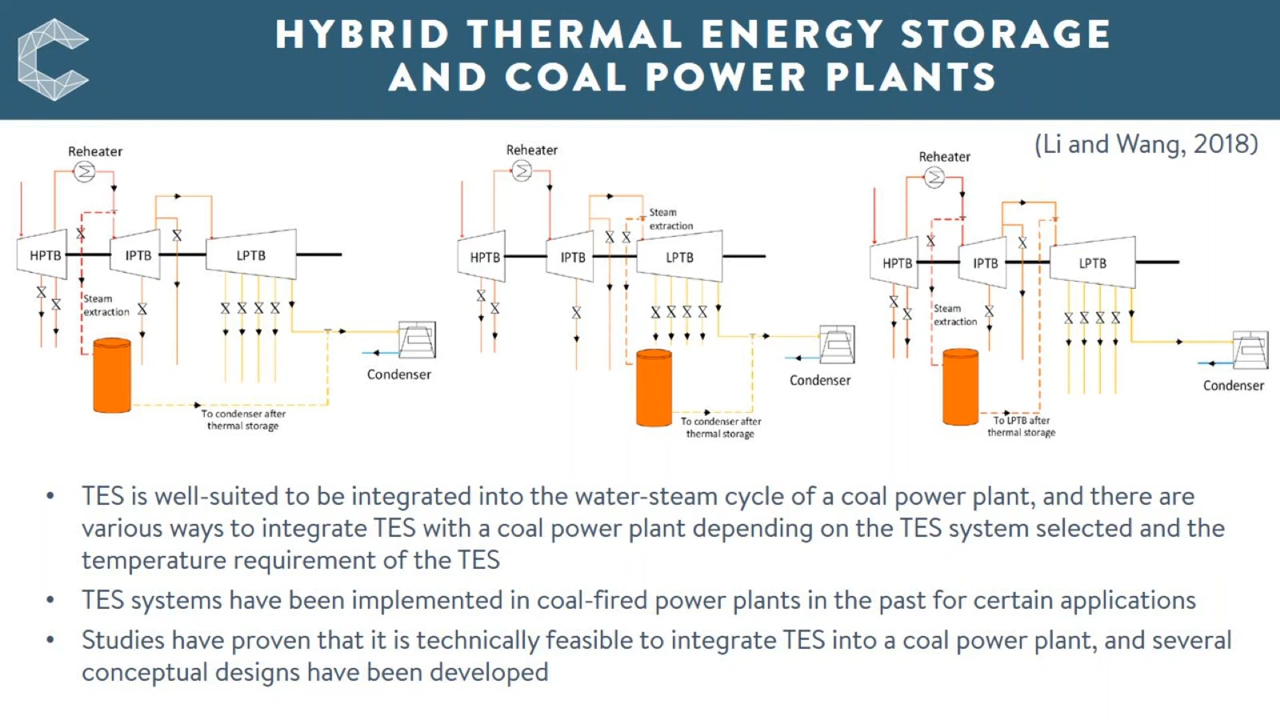 HYBRID THERMAL ENERGY STORAGE
AND COAL POWER PLANTS
(Li and Wang, 2018)
Reheater
HPTB
IPTB
LPTB
Steam
extraction
Condenser
To condenser after
thermal storage
Reheater
Steam
extraction
HPTB
IPTB
LPTB
Condenser
To condenser after
thermal storage
Reheater
HPTB
IPTB
LPTB
Steam
extraction
Condenser
To LPTB after
thermal storage
• TES is well-suited to be integrated into the water-steam cycle of a coal power plant, and there are
various ways to integrate TES with a coal power plant depending on the TES system selected and the
temperature requirement of the TES
• TES systems have been implemented in coal-fired power plants in the past for certain applications
• Studies have proven that it is technically feasible to integrate TES into a coal power plant, and several
conceptual designs have been developed